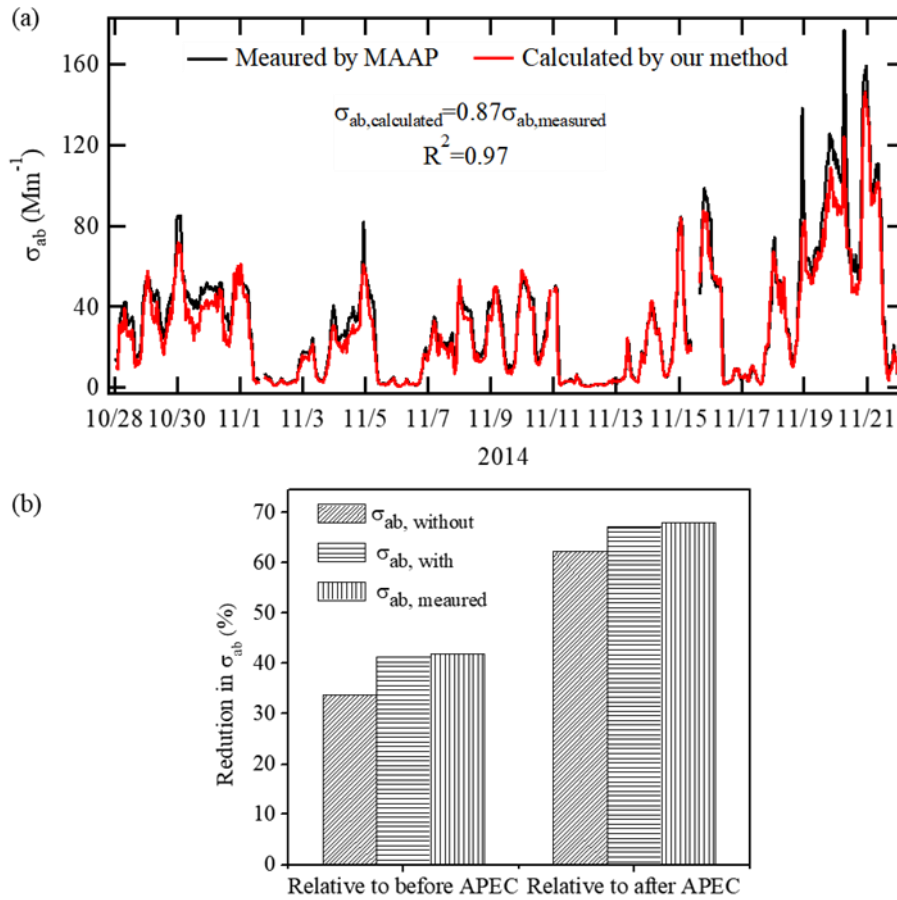 (a)
Meaured by MAAP Calculated by our method
σab,calculated=0.87σab,measured
R²=0.97
160
120
80
40
0
σab (Mm⁻¹)
10/28 10/30 11/1 11/3 11/5 11/7 11/9 11/11 11/13 11/15 11/17 11/19 11/21
2014
(b)
σab, without
σab, with
σab, meaured
70
60
50
40
30
20
10
0
Redution in σab (%)
Relative to before APEC Relative to after APEC